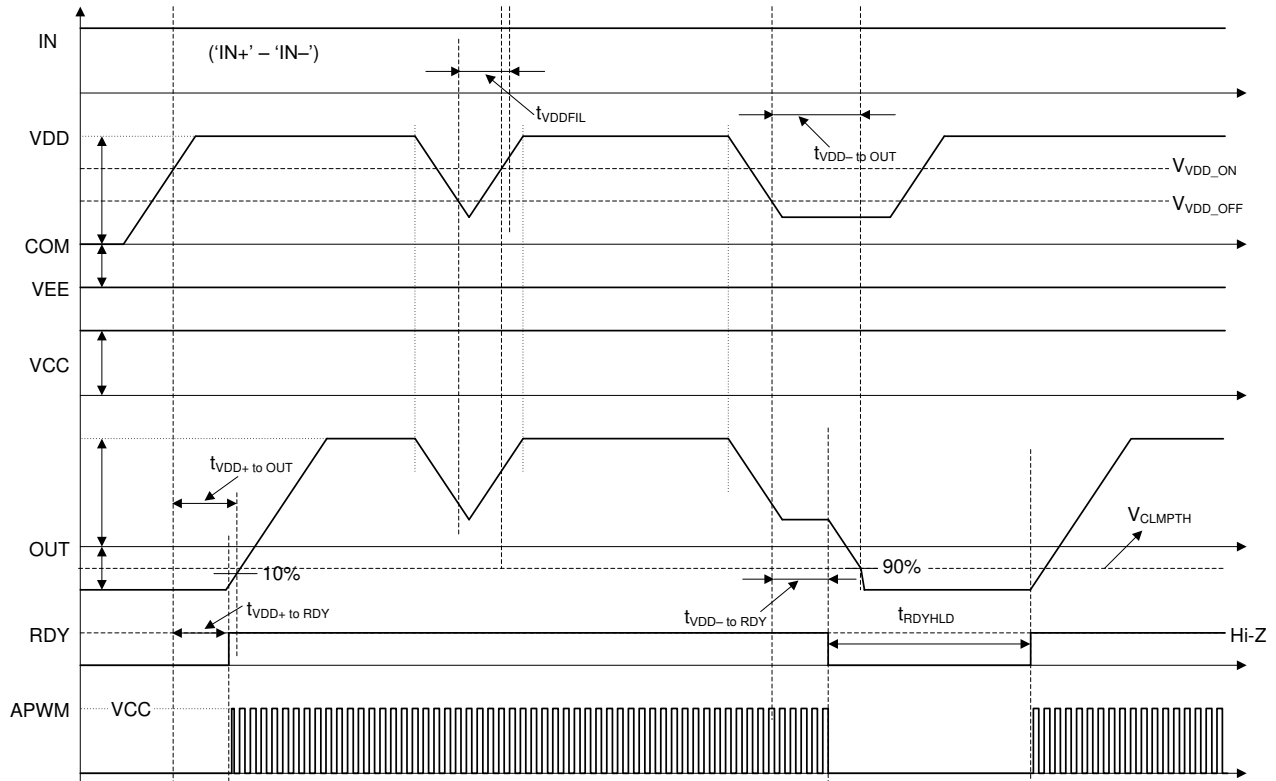 IN
('IN+' – 'IN–')
tVDDFIL
VDD
tVDD– to OUT
VVDD_ON
VVDD_OFF
COM
VEE
VCC
tVDD+ to OUT
VCLMPTH
OUT
10%
90%
tVDD+ to RDY
tVDD– to RDY
tRDYHLD
RDY
Hi-Z
APWM
VCC